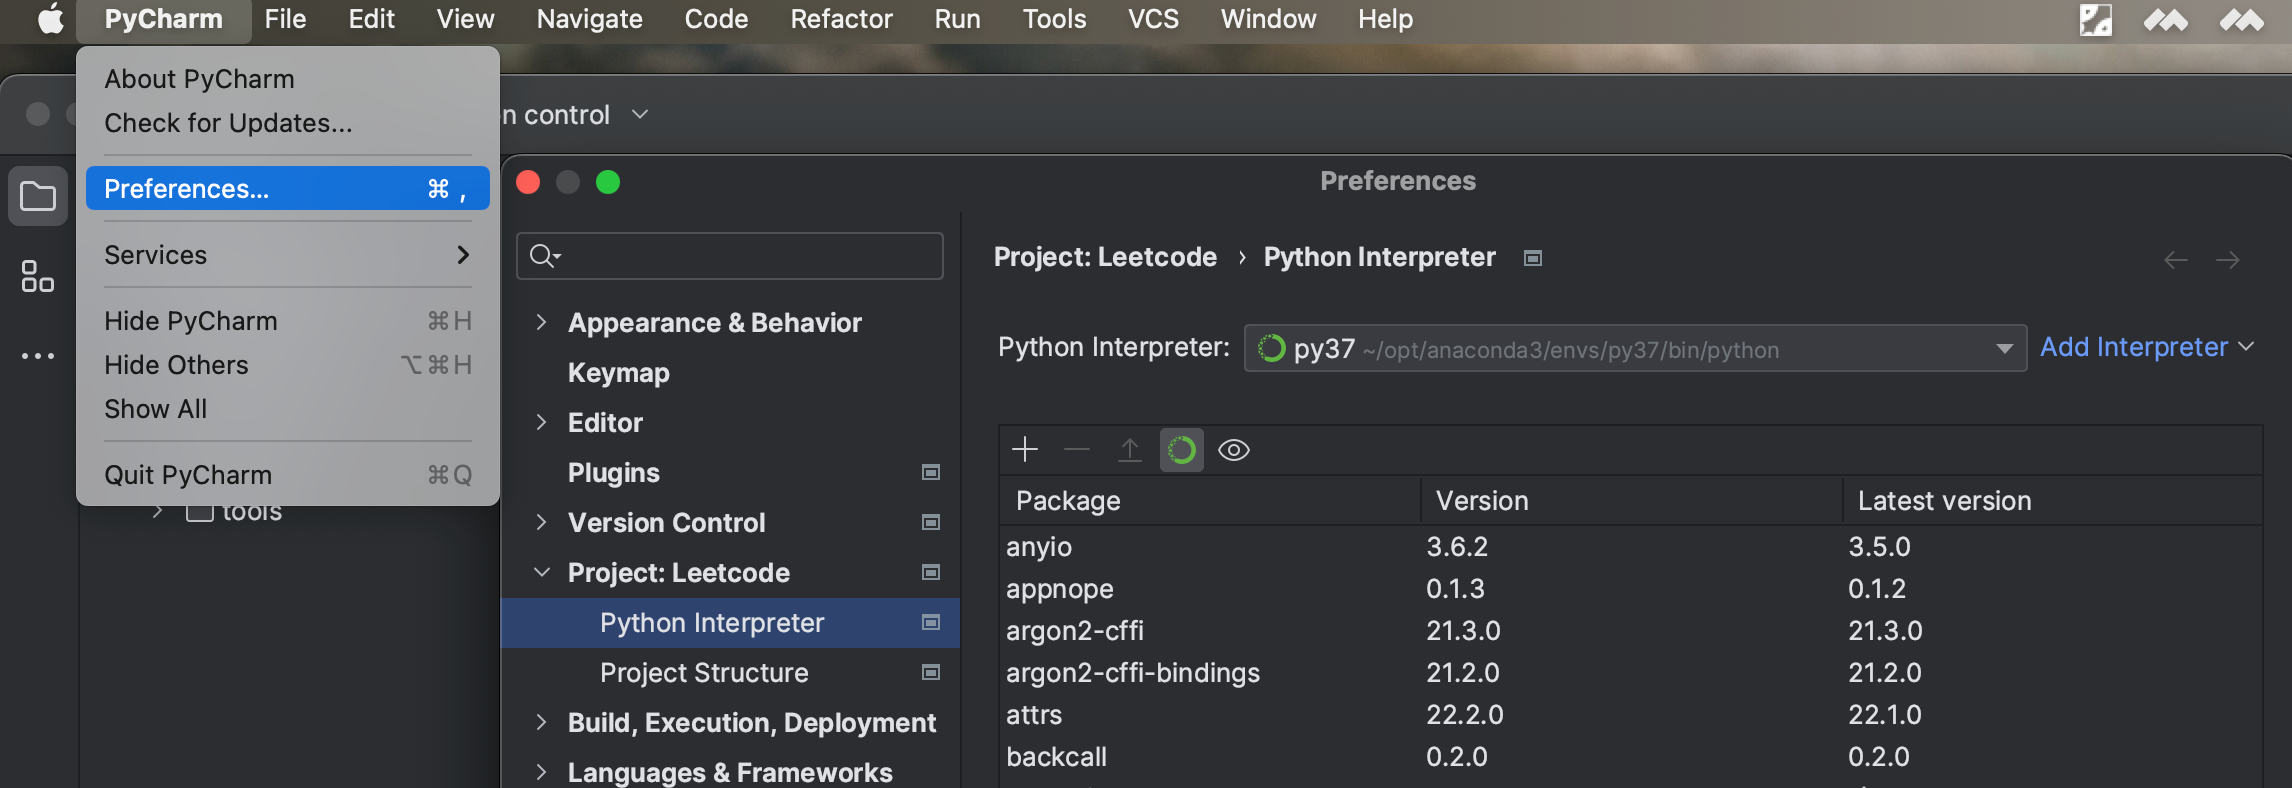 PyCharm File Edit View Navigate Code Refactor Run Tools VCS Window Help
About PyCharm
Check for Updates...
Preferences... ⌘ ,
Services
Hide PyCharm ⌘H
Hide Others ⌥⌘H
Show All
Quit PyCharm ⌘Q
n control
tools
Preferences
Appearance & Behavior
Keymap
Editor
Plugins
Version Control
Project: Leetcode
Python Interpreter
Project Structure
Build, Execution, Deployment
Languages & Frameworks
Project: Leetcode › Python Interpreter
Python Interpreter: py37 ~/opt/anaconda3/envs/py37/bin/python Add Interpreter
Package Version Latest version
anyio 3.6.2 3.5.0
appnope 0.1.3 0.1.2
argon2-cffi 21.3.0 21.3.0
argon2-cffi-bindings 21.2.0 21.2.0
attrs 22.2.0 22.1.0
backcall 0.2.0 0.2.0